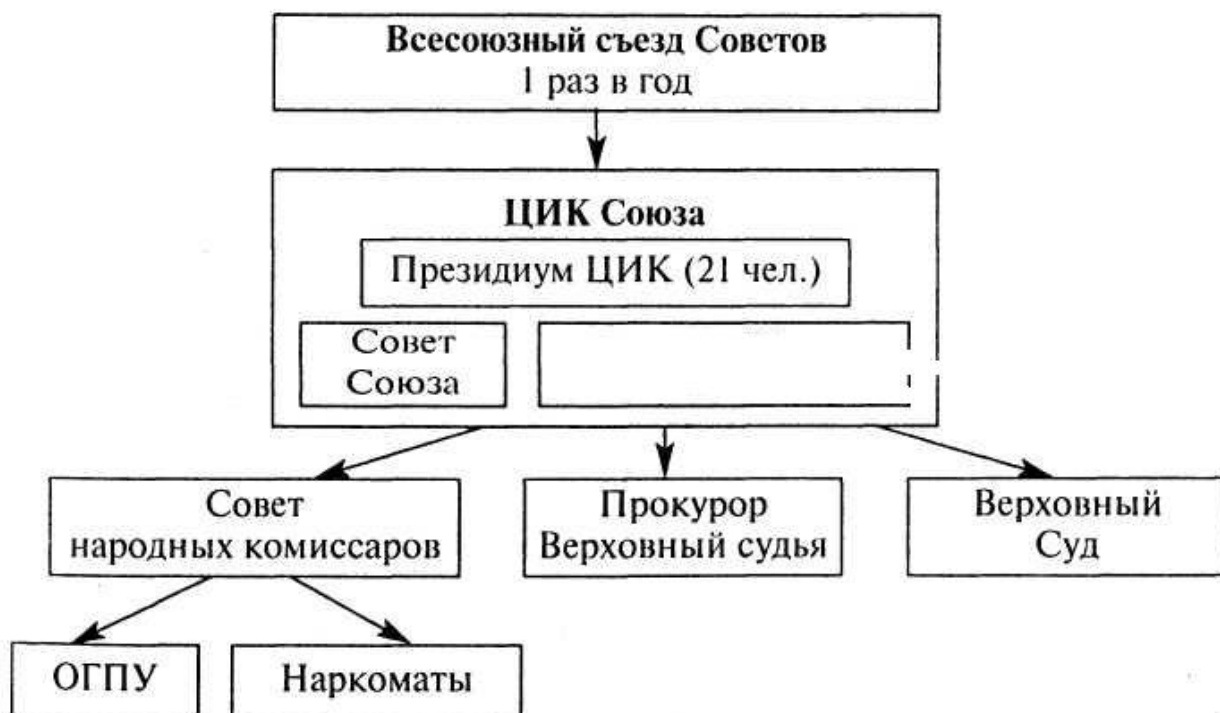 Всесоюзный съезд Советов
1 раз в год
ЦИК Союза
Президиум ЦИК (21 чел.)
Совет
Союза
Совет
народных комиссаров
Прокурор
Верховный судья
Верховный
Суд
ОГПУ
Наркоматы